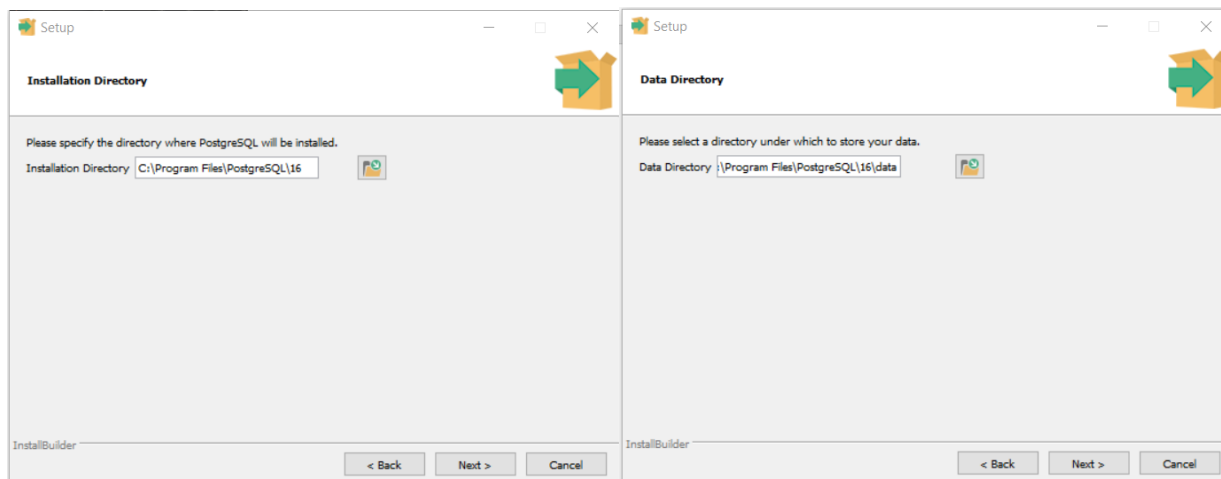 Setup
Installation Directory
Please specify the directory where PostgreSQL will be installed.
Installation Directory C:\Program Files\PostgreSQL\16
InstallBuilder
< Back Next > Cancel
Setup
Data Directory
Please select a directory under which to store your data.
Data Directory :\Program Files\PostgreSQL\16\data
InstallBuilder
< Back Next > Cancel